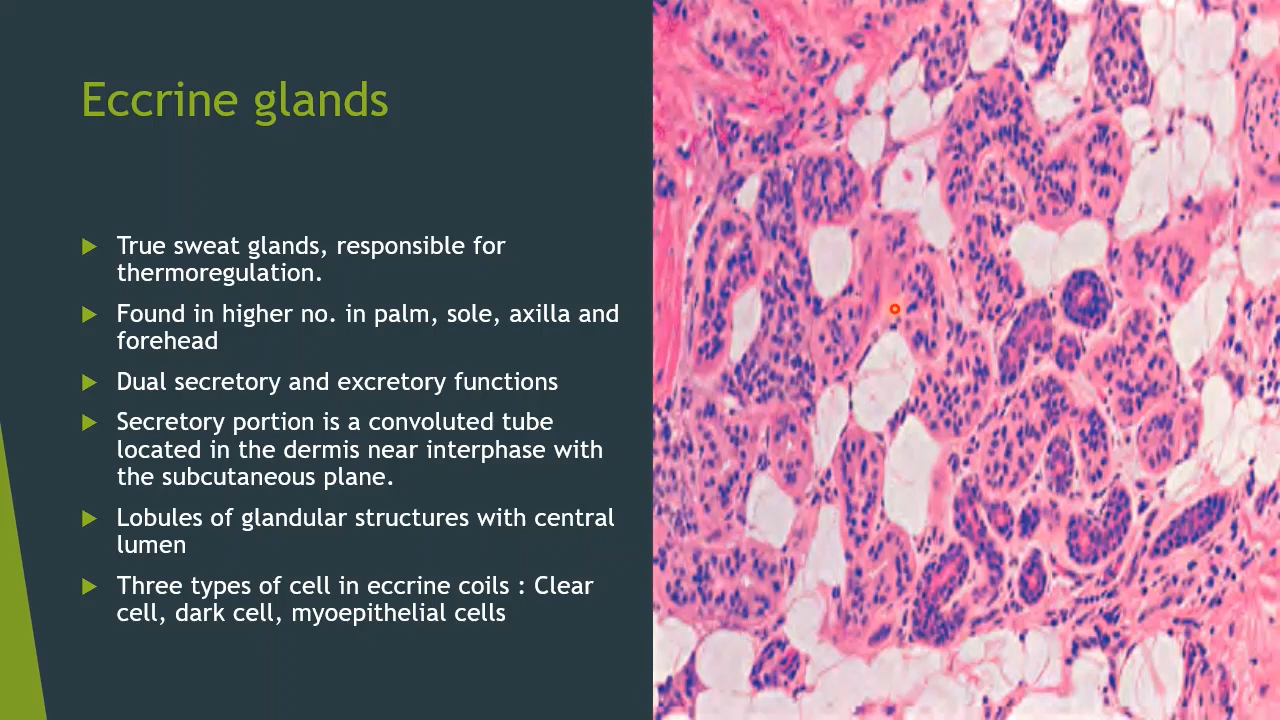 Eccrine glands
True sweat glands, responsible for
thermoregulation.
Found in higher no. in palm, sole, axilla and
forehead
Dual secretory and excretory functions
Secretory portion is a convoluted tube
located in the dermis near interphase with
the subcutaneous plane.
Lobules of glandular structures with central
lumen
Three types of cell in eccrine coils : Clear
cell, dark cell, myoepithelial cells